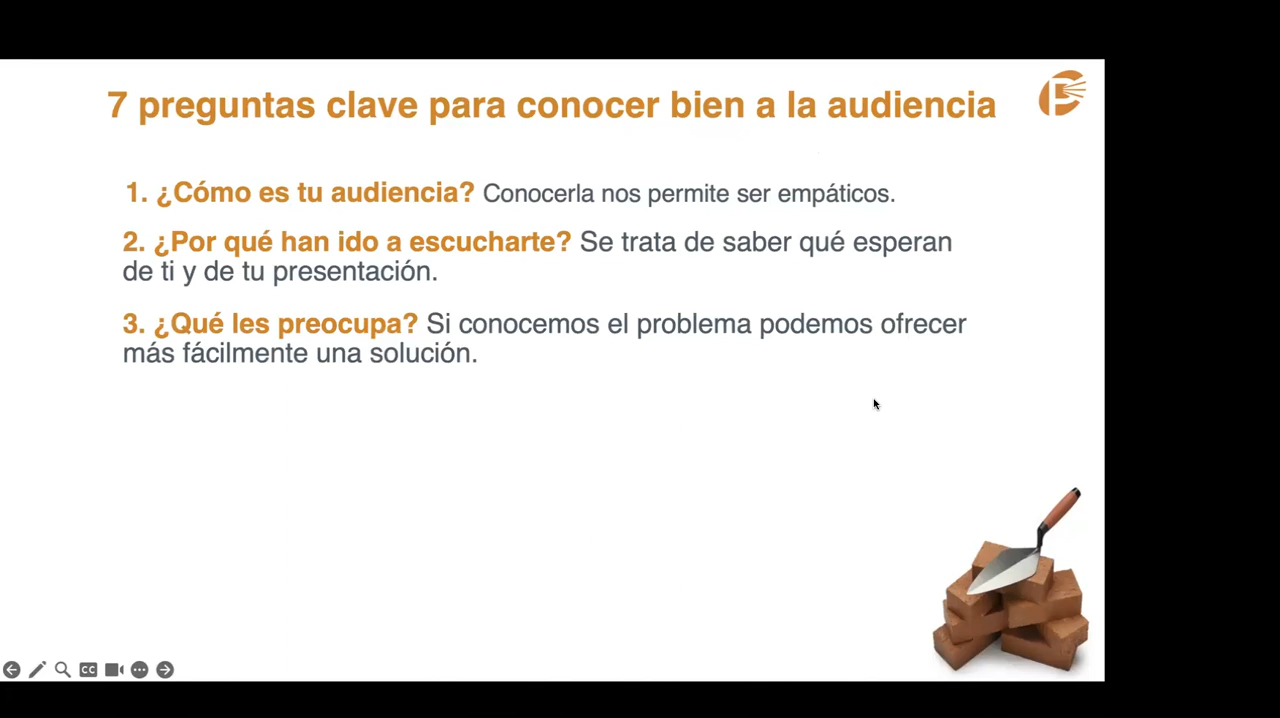 7 preguntas clave para conocer bien a la audiencia
1. ¿Cómo es tu audiencia? Conocerla nos permite ser empáticos.
2. ¿Por qué han ido a escucharte? Se trata de saber qué esperan
de ti y de tu presentación.
3. ¿Qué les preocupa? Si conocemos el problema podemos ofrecer
más fácilmente una solución.
CC